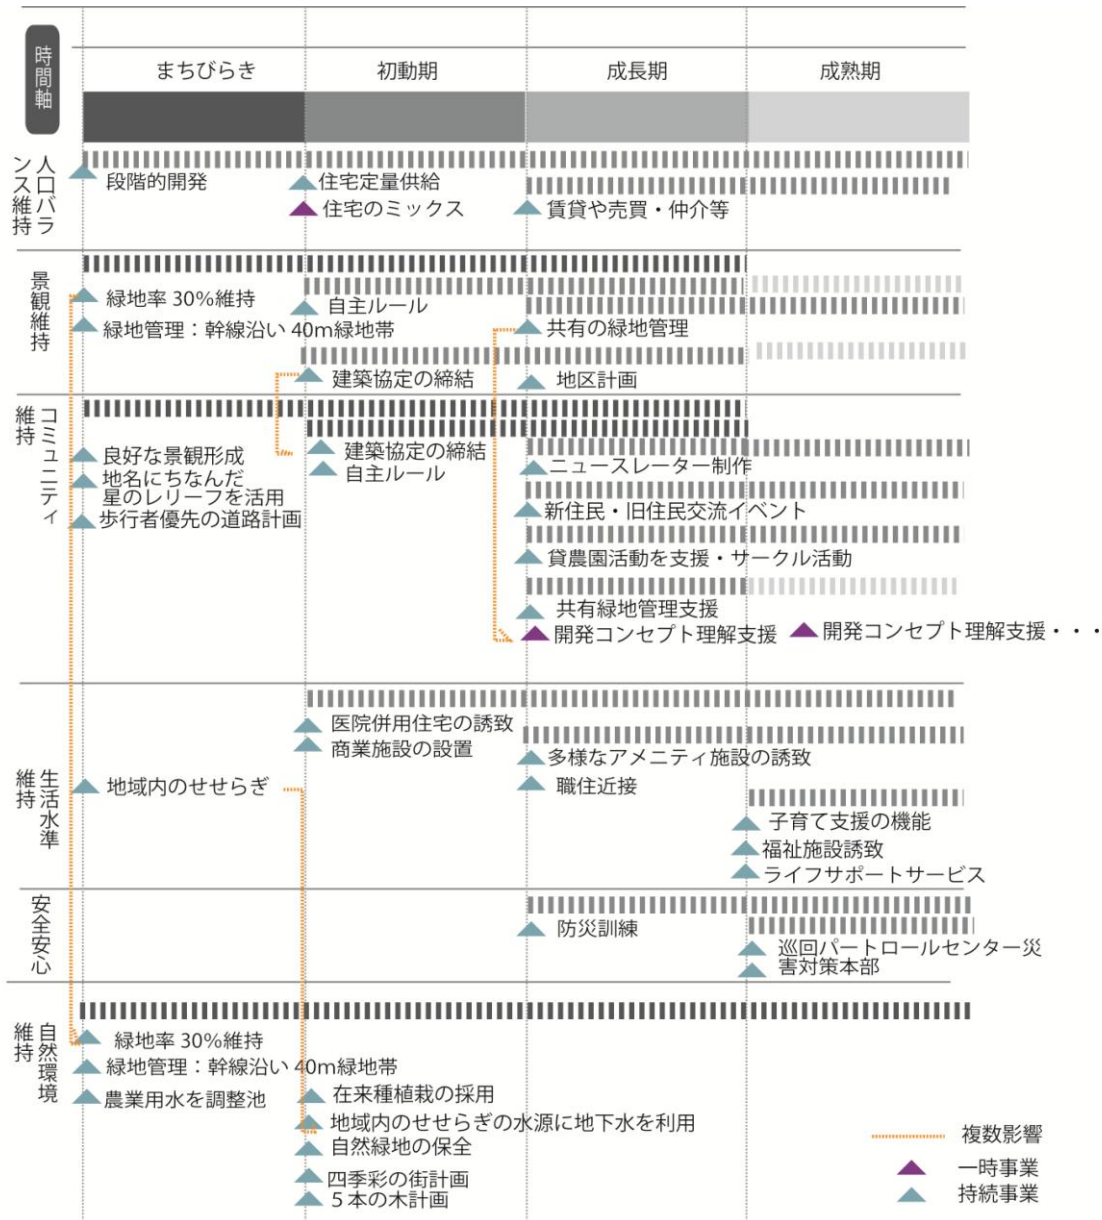 時間軸
まちびらき
初動期
成長期
成熟期
人口バラ
ンス維持
段階的開発
住宅定量供給
住宅のミックス
賃貸や売買・仲介等
景観維持
緑地率 30%維持
緑地管理：幹線沿い 40m緑地帯
自主ルール
共有の緑地管理
建築協定の締結
地区計画
コミュニティ
維持
良好な景観形成
地名にちなんだ
星のレリーフを活用
歩行者優先の道路計画
建築協定の締結
自主ルール
ニュースレーター制作
新住民・旧住民交流イベント
貸農園活動を支援・サークル活動
共有緑地管理支援
開発コンセプト理解支援
開発コンセプト理解支援・・・
生活水準
維持
医院併用住宅の誘致
商業施設の設置
地域内のせせらぎ
多様なアメニティ施設の誘致
職住近接
子育て支援の機能
福祉施設誘致
ライフサポートサービス
安全安心
防災訓練
巡回パートロールセンター災
害対策本部
自然環境
維持
緑地率 30%維持
緑地管理：幹線沿い 40m緑地帯
農業用水を調整池
在来種植栽の採用
地域内のせせらぎの水源に地下水を利用
自然緑地の保全
四季彩の街計画
５本の木計画
複数影響
一時事業
持続事業